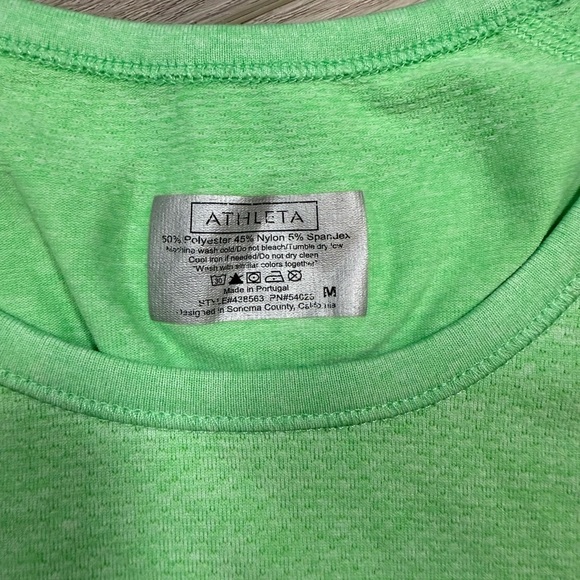 ATHLETA
50% Polyester 45% Nylon 5% Spandex
Machine wash cold/Do not bleach/Tumble dry low
Cool iron if needed/Do not dry clean
"Wash with similar colors together"
30
Made in Portugal
STYLE#438563 PN#54025 M
Designed in Sonoma County, California